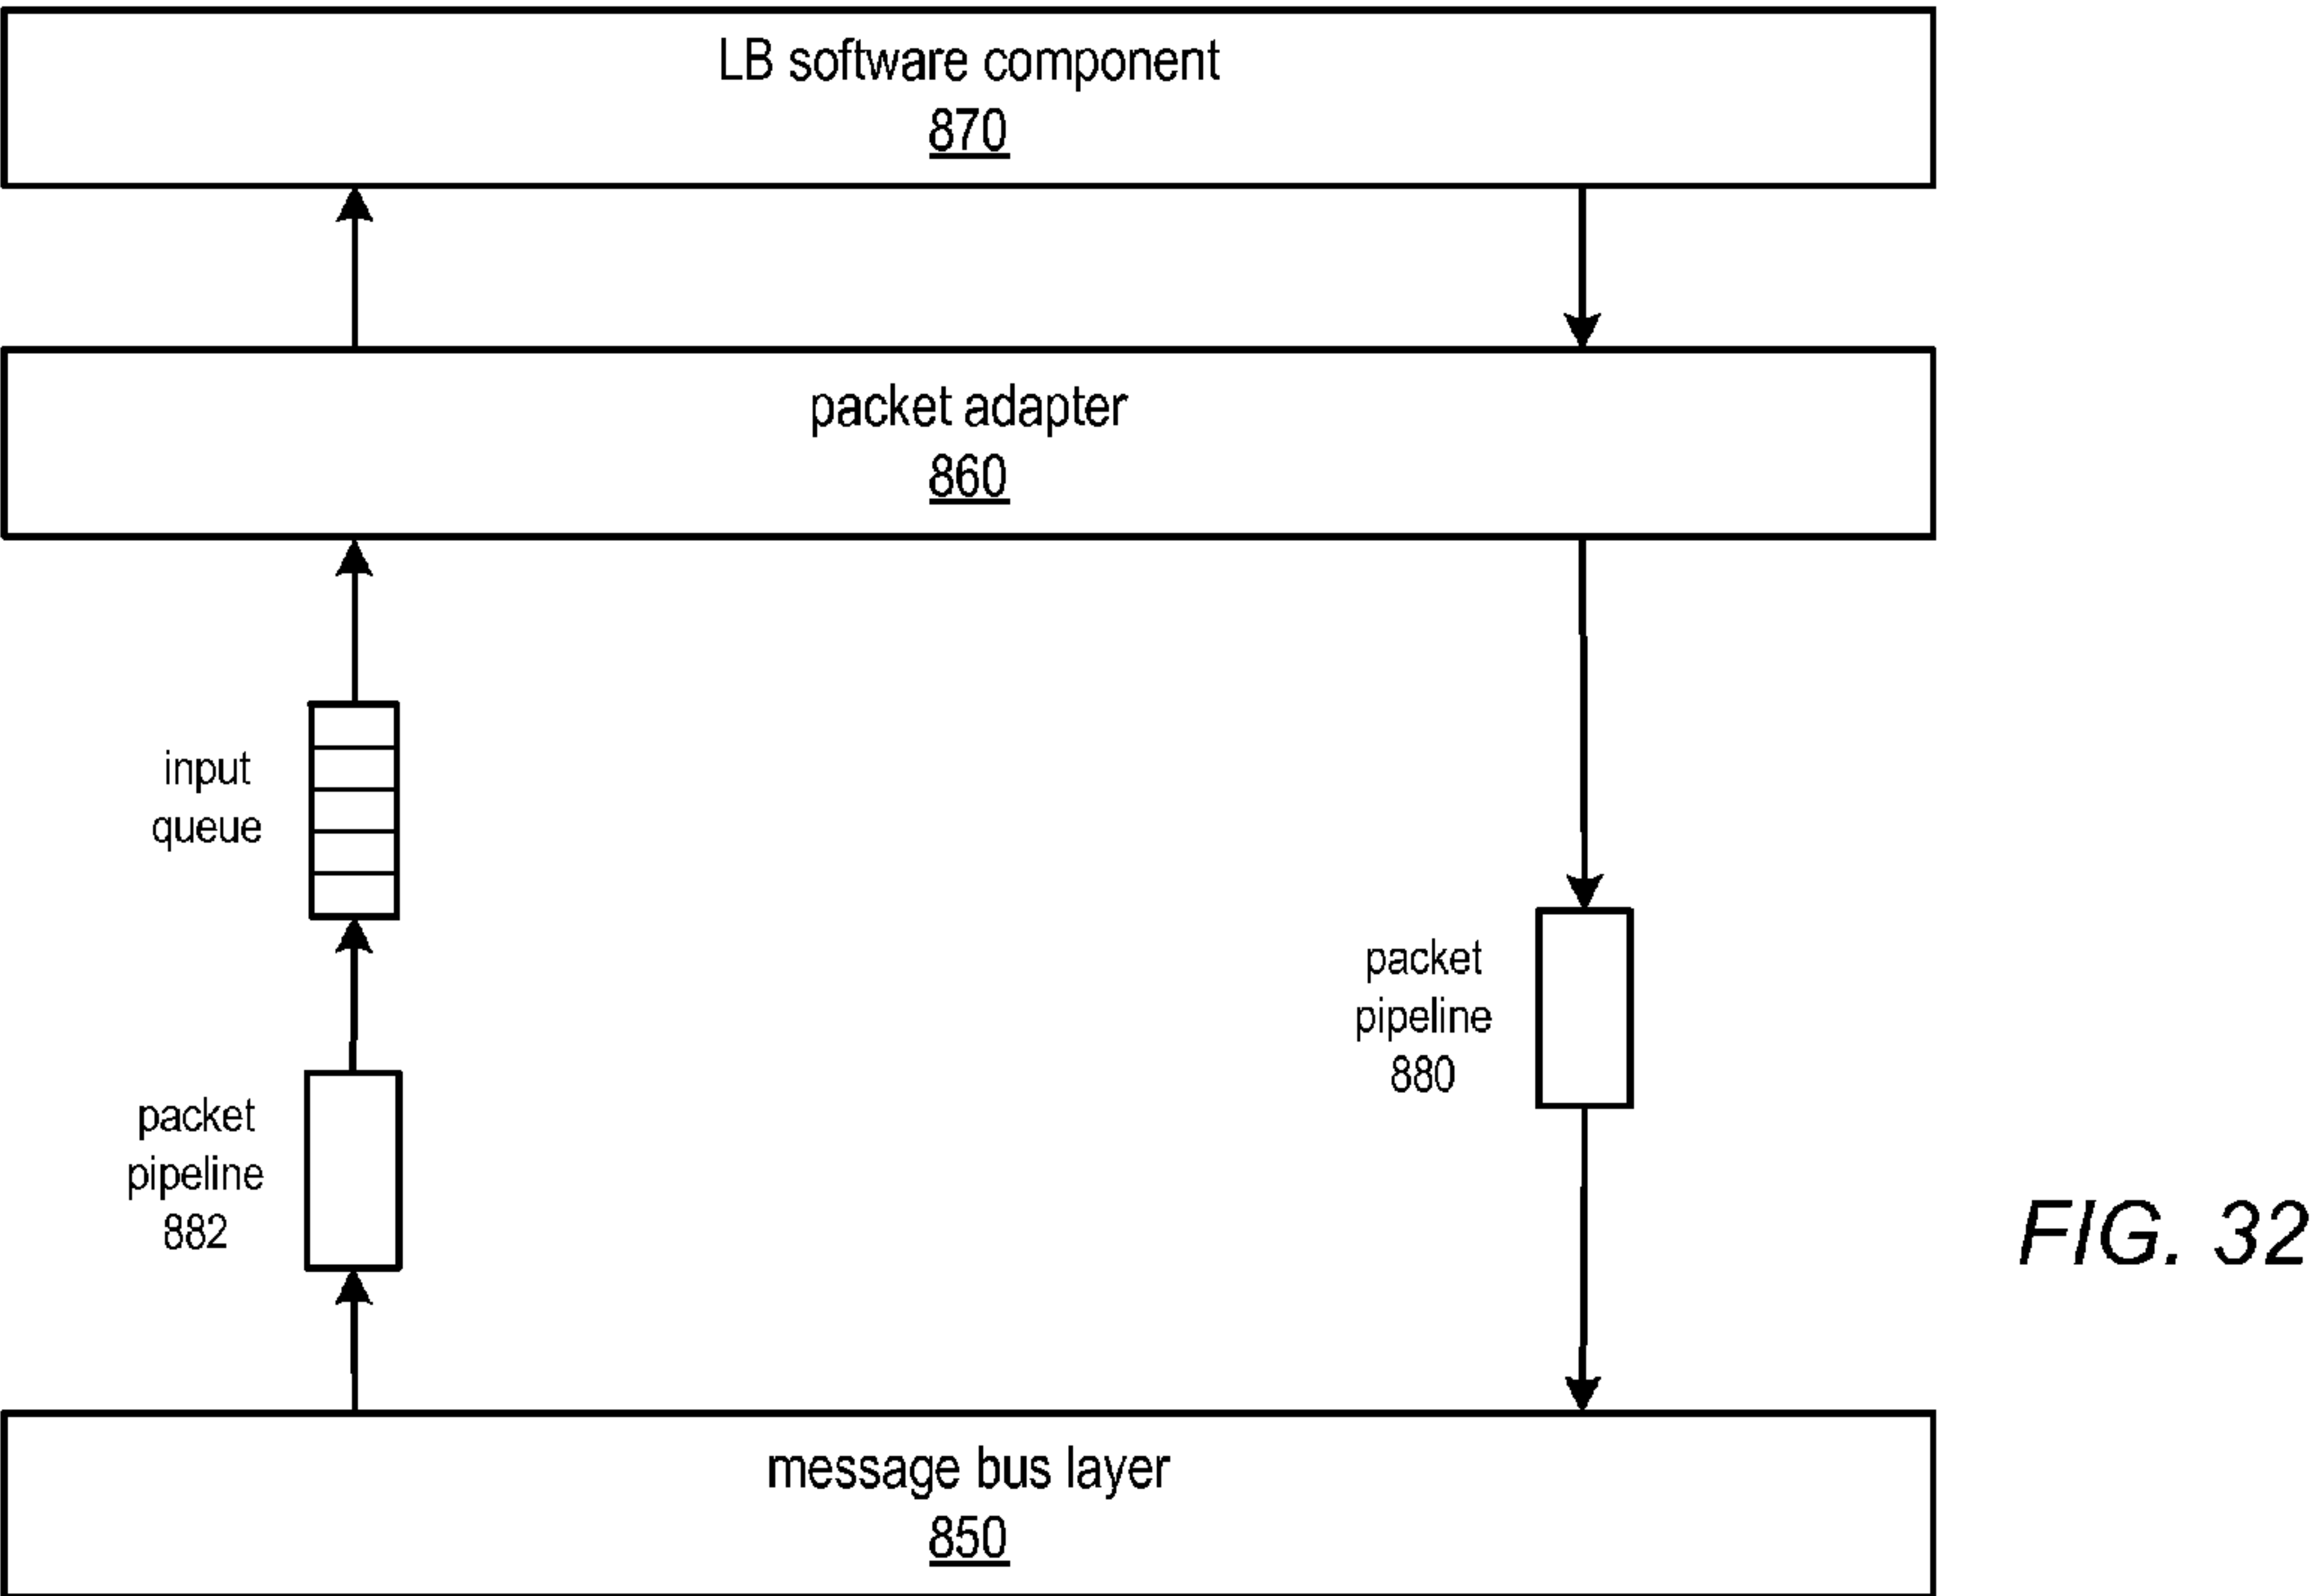 LB software component
870
packet adapter
860
input
queue
packet
pipeline
880
packet
pipeline
882
message bus layer
850
FIG. 32